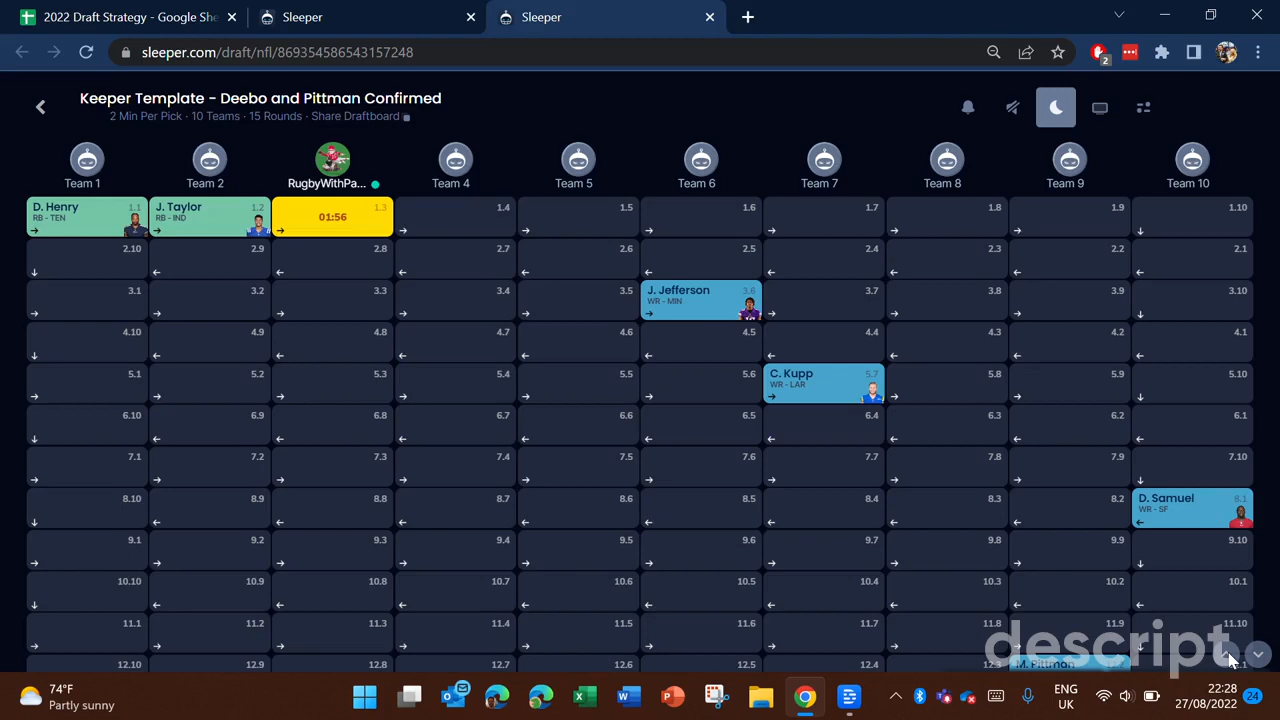 2022 Draft Strategy - Google She
Sleeper
Sleeper
sleeper.com/draft/nfl/869354586543157248
2
Keeper Template - Deebo and Pittman Confirmed
2 Min Per Pick · 10 Teams · 15 Rounds · Share Draftboard
Team 1 Team 2 RugbyWithPa... Team 4 Team 5 Team 6 Team 7 Team 8 Team 9 Team 10
D. Henry 1.1 J. Taylor 1.2 1.3 1.4 1.5 1.6 1.7 1.8 1.9 1.10
RB - TEN RB - IND 01:56
2.10 2.9 2.8 2.7 2.6 2.5 2.4 2.3 2.2 2.1
3.1 3.2 3.3 3.4 3.5 J. Jefferson 3.6 3.7 3.8 3.9 3.10
WR - MIN
4.10 4.9 4.8 4.7 4.6 4.5 4.4 4.3 4.2 4.1
5.1 5.2 5.3 5.4 5.5 5.6 C. Kupp 5.7 5.8 5.9 5.10
WR - LAR
6.10 6.9 6.8 6.7 6.6 6.5 6.4 6.3 6.2 6.1
7.1 7.2 7.3 7.4 7.5 7.6 7.7 7.8 7.9 7.10
8.10 8.9 8.8 8.7 8.6 8.5 8.4 8.3 8.2 D. Samuel 8.1
WR - SF
9.1 9.2 9.3 9.4 9.5 9.6 9.7 9.8 9.9 9.10
10.10 10.9 10.8 10.7 10.6 10.5 10.4 10.3 10.2 10.1
11.1 11.2 11.3 11.4 11.5 11.6 11.7 11.8 11.9 11.10
descript
12.10 12.9 12.8 12.7 12.6 12.5 12.4 12.3 M. Pittman
74°F
Partly sunny
ENG
UK
22:28
27/08/2022
24